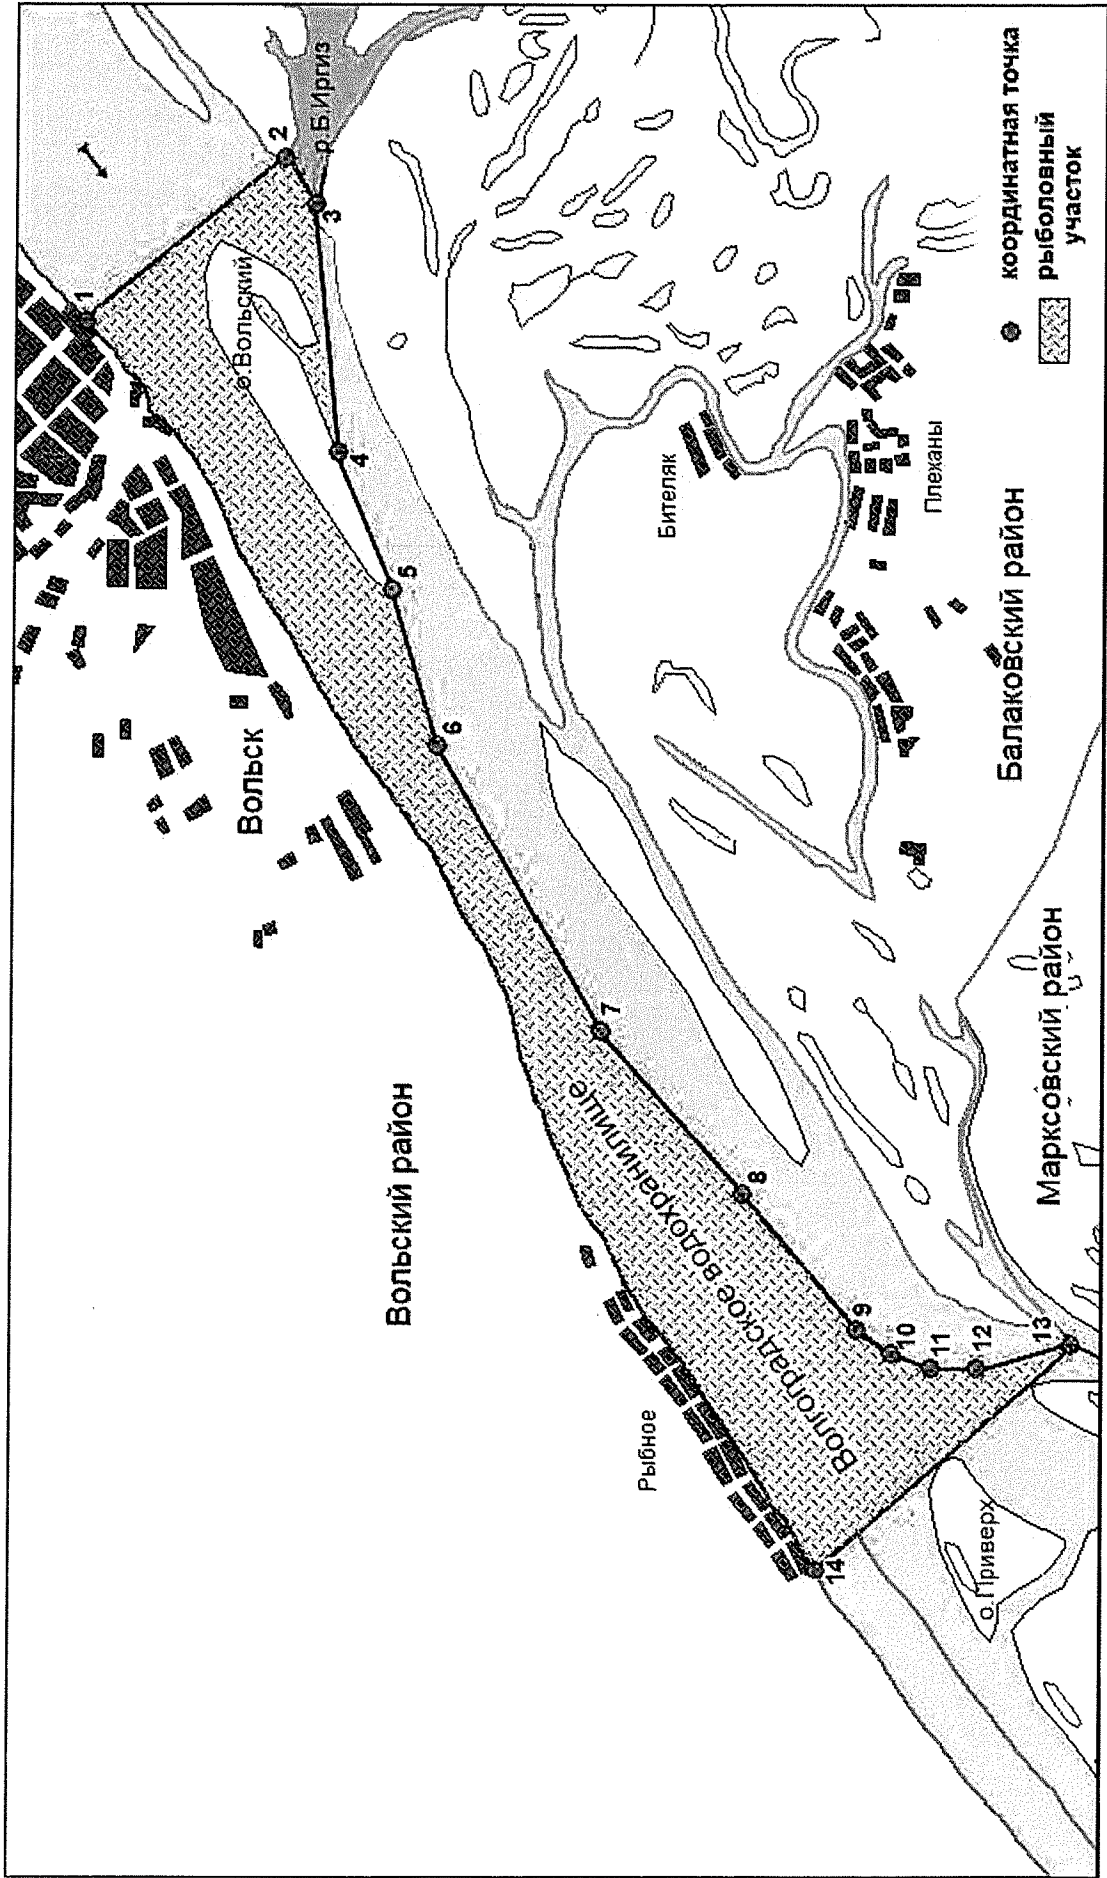 1
2
3
р.Б.Иргиз
о.Вольский
4
5
6
Вольск
Бителяк
Плеханы
Балаковский район
7
Вольский район
Марксовский район
Волгоградское водохранилище
8
9
10
11
12
13
14
Рыбное
о.Приверх
координатная точка
рыболовный
участок